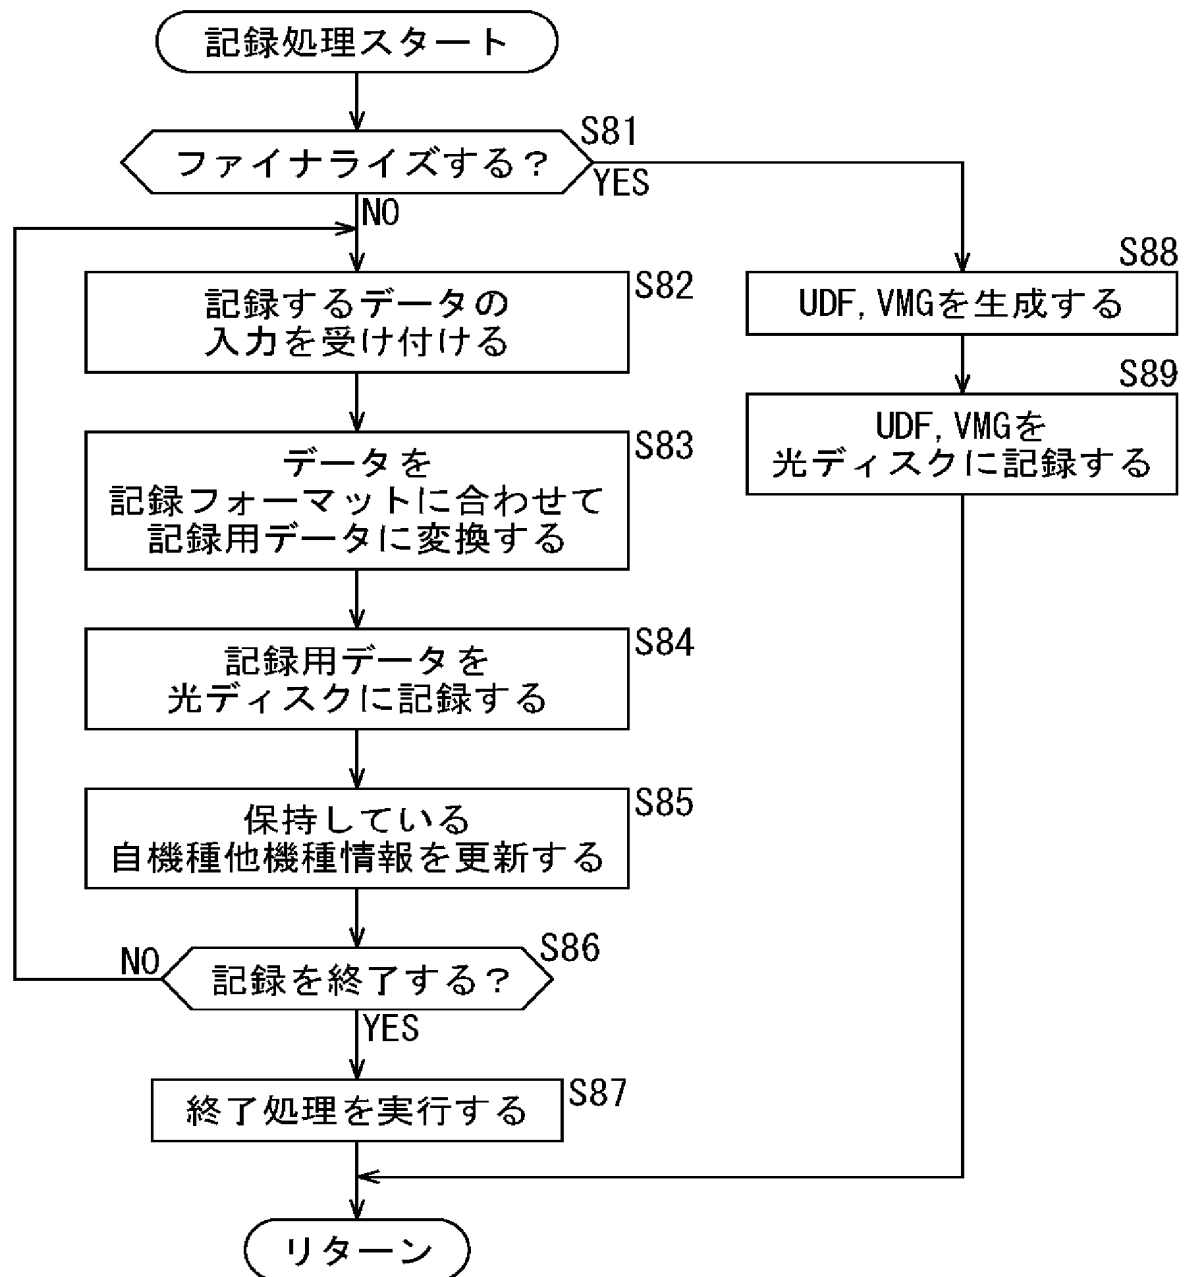 記録処理スタート
S81
ファイナライズする？
YES
NO
S82
記録するデータの
入力を受け付ける
S83
データを
記録フォーマットに合わせて
記録用データに変換する
S84
記録用データを
光ディスクに記録する
S85
保持している
自機種他機種情報を更新する
S86
NO
記録を終了する？
YES
S87
終了処理を実行する
S88
UDF,VMGを生成する
S89
UDF,VMGを
光ディスクに記録する
リターン